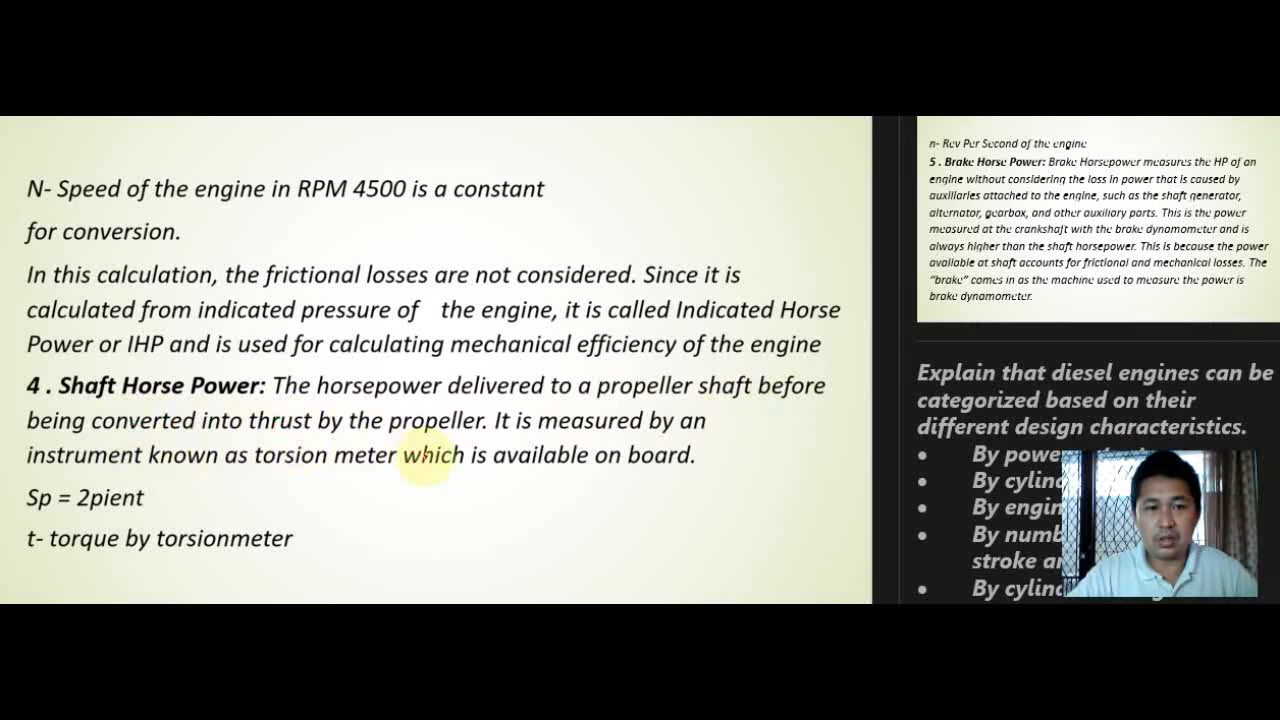 N- Speed of the engine in RPM 4500 is a constant
for conversion.
In this calculation, the frictional losses are not considered. Since it is
calculated from indicated pressure of the engine, it is called Indicated Horse
Power or IHP and is used for calculating mechanical efficiency of the engine
4 . Shaft Horse Power: The horsepower delivered to a propeller shaft before
being converted into thrust by the propeller. It is measured by an
instrument known as torsion meter which is available on board.
Sp = 2pient
t- torque by torsionmeter
n- Rev Per Second of the engine
5 . Brake Horse Power: Brake Horsepower measures the HP of an
engine without considering the loss in power that is caused by
auxiliaries attached to the engine, such as the shaft generator,
alternator, gearbox, and other auxiliary parts. This is the power
measured at the crankshaft with the brake dynamometer and is
always higher than the shaft horsepower. This is because the power
available at shaft accounts for frictional and mechanical losses. The
“brake” comes in as the machine used to measure the power is
brake dynamometer.
Explain that diesel engines can be
categorized based on their
different design characteristics.
• By
• By
• By
• By
stroke
• By